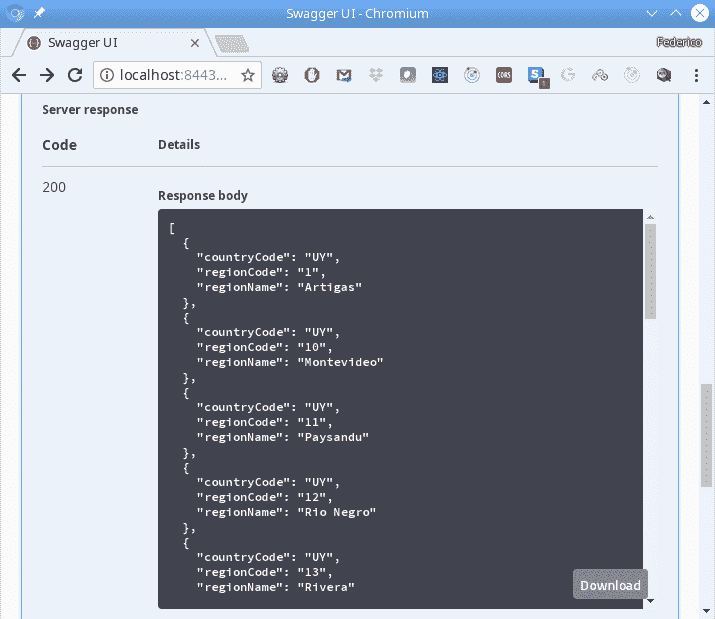 Swagger UI - Chromium
Swagger UI
Federico
localhost:8443...
CORS
S
1
G
Server response
Code
Details
200
Response body
[
  {
    "countryCode": "UY",
    "regionCode": "1",
    "regionName": "Artigas"
  },
  {
    "countryCode": "UY",
    "regionCode": "10",
    "regionName": "Montevideo"
  },
  {
    "countryCode": "UY",
    "regionCode": "11",
    "regionName": "Paysandu"
  },
  {
    "countryCode": "UY",
    "regionCode": "12",
    "regionName": "Rio Negro"
  },
  {
    "countryCode": "UY",
    "regionCode": "13",
    "regionName": "Rivera"
Download